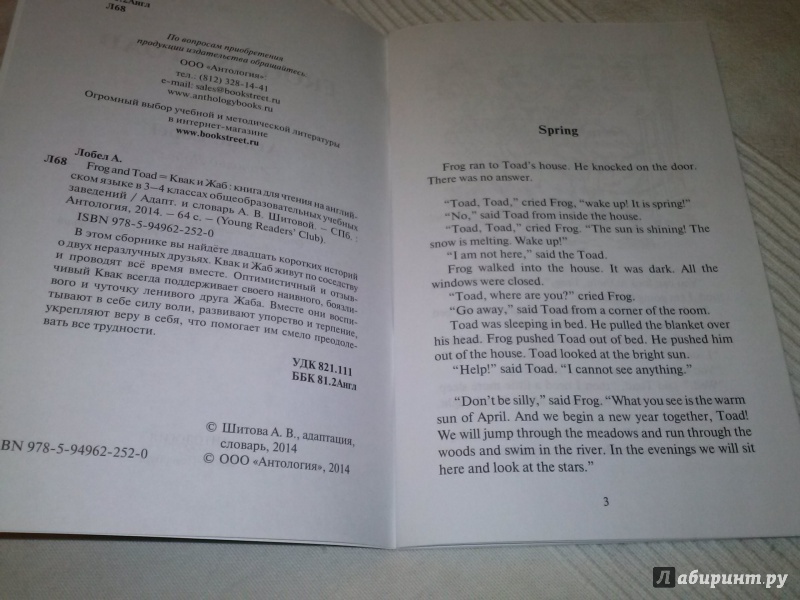 Л68
По вопросам приобретения
продукции издательства обращайтесь:
ООО «Антология»:
тел.: (812) 328-14-41
e-mail: sales@bookstreet.ru
www.anthologybooks.ru
Огромный выбор учебной и методической литературы
в интернет-магазине
www.bookstreet.ru
Лобел А.
Л68
Frog and Toad = Квак и Жаб : книга для чтения на англий-
ском языке в 3–4 классах общеобразовательных учебных
заведений / Адапт. и словарь А. В. Шитовой. – СПб. :
Антология, 2014. – 64 с. – (Young Readers' Club).
ISBN 978-5-94962-252-0
В этом сборнике вы найдёте двадцать коротких историй
о двух неразлучных друзьях. Квак и Жаб живут по соседству
и проводят всё время вместе. Оптимистичный и отзыв-
чивый Квак всегда поддерживает своего наивного, боязли-
вого и чуточку ленивого друга Жаба. Вместе они воспи-
тывают в себе силу воли, развивают упорство и терпение,
укрепляют веру в себя, что помогает им смело преодоле-
вать все трудности.
УДК 821.111
ББК 81.2Англ
© Шитова А. В., адаптация,
словарь, 2014
© ООО «Антология», 2014
BN 978-5-94962-252-0
Spring
Frog ran to Toad's house. He knocked on the door.
There was no answer.
“Toad, Toad,” cried Frog, “wake up! It is spring!”
“No,” said Toad from inside the house.
“Toad, Toad,” cried Frog. “The sun is shining! The
snow is melting. Wake up!”
“I am not here,” said the Toad.
Frog walked into the house. It was dark. All the
windows were closed.
“Toad, where are you?” cried Frog.
“Go away,” said Toad from a corner of the room.
Toad was sleeping in bed. He pulled the blanket over
his head. Frog pushed Toad out of bed. He pushed him
out of the house. Toad looked at the bright sun.
“Help!” said Toad. “I cannot see anything.”
“Don't be silly,” said Frog. “What you see is the warm
sun of April. And we begin a new year together, Toad!
We will jump through the meadows and run through the
woods and swim in the river. In the evenings we will sit
here and look at the stars.”
3
Лабиринт.ру